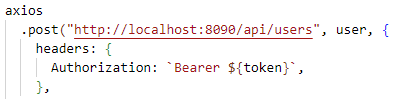 axios
.post("http://localhost:8090/api/users", user, {
headers: {
Authorization: `Bearer ${token}`,
},